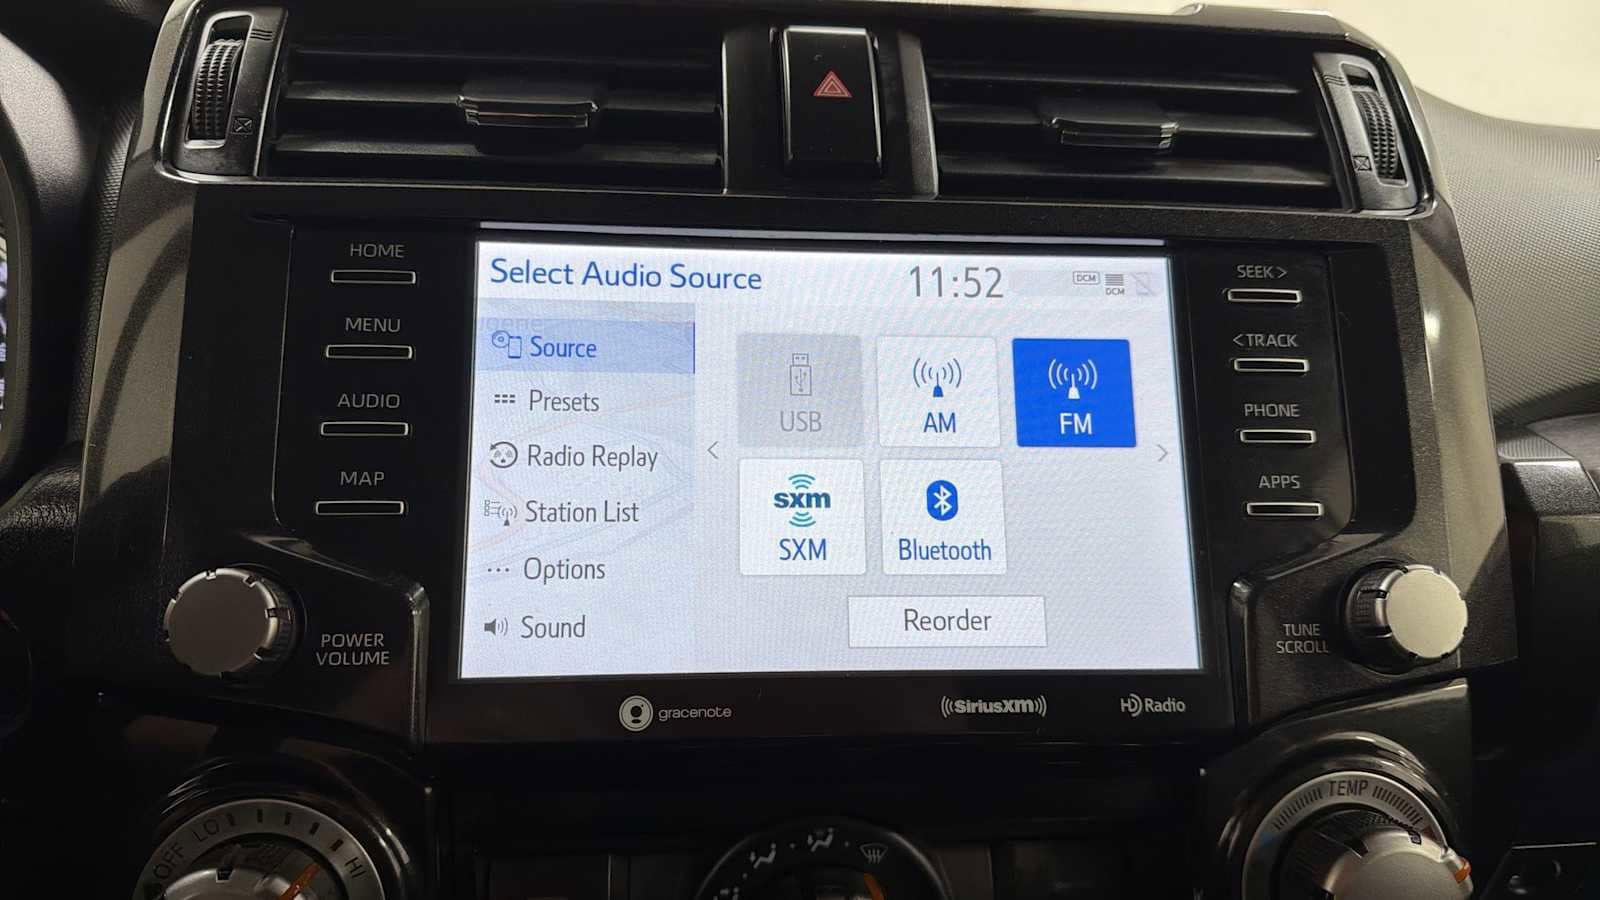 HOME
MENU
AUDIO
MAP
POWER
VOLUME
Select Audio Source
11:52
DCM
DCM
Source
Presets
Radio Replay
Station List
Options
Sound
USB
AM
FM
sxm
SXM
Bluetooth
Reorder
SEEK >
< TRACK
PHONE
APPS
TUNE
SCROLL
gracenote
((SiriusXM))
HD Radio
OFF
LO
HI
TEMP